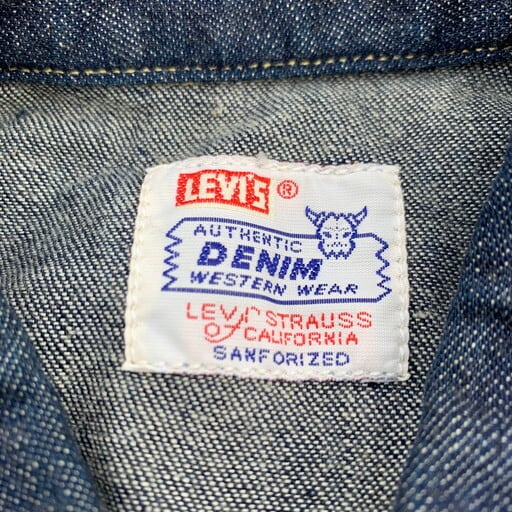 LEVI'S ®
AUTHENTIC
DENIM
WESTERN WEAR
LEVI STRAUSS
OF CALIFORNIA
SANFORIZED